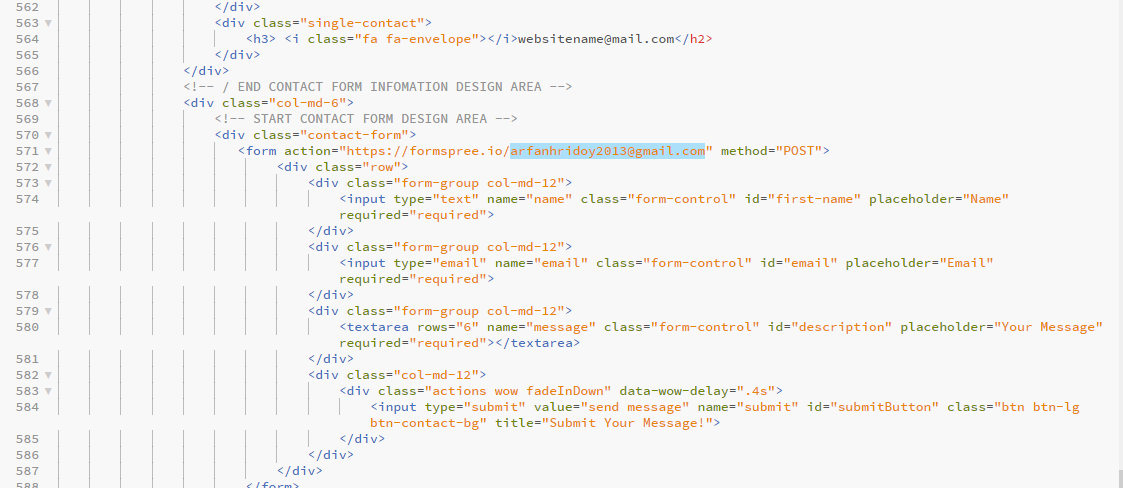 562 </div>
563 <div class="single-contact">
564 <h3> <i class="fa fa-envelope"></i>websitename@mail.com</h2>
565 </div>
566 </div>
567 <!-- / END CONTACT FORM INFOMATION DESIGN AREA -->
568 <div class="col-md-6">
569 <!-- START CONTACT FORM DESIGN AREA -->
570 <div class="contact-form">
571 <form action="https://formspree.io/arfanhridoy2013@gmail.com" method="POST">
572 <div class="row">
573 <div class="form-group col-md-12">
574 <input type="text" name="name" class="form-control" id="first-name" placeholder="Name"
required="required">
575 </div>
576 <div class="form-group col-md-12">
577 <input type="email" name="email" class="form-control" id="email" placeholder="Email"
required="required">
578 </div>
579 <div class="form-group col-md-12">
580 <textarea rows="6" name="message" class="form-control" id="description" placeholder="Your Message"
required="required"></textarea>
581 </div>
582 <div class="col-md-12">
583 <div class="actions wow fadeInDown" data-wow-delay=".4s">
584 <input type="submit" value="send message" name="submit" id="submitButton" class="btn btn-lg
btn-contact-bg" title="Submit Your Message!">
585 </div>
586 </div>
587 </div>
588 </form>